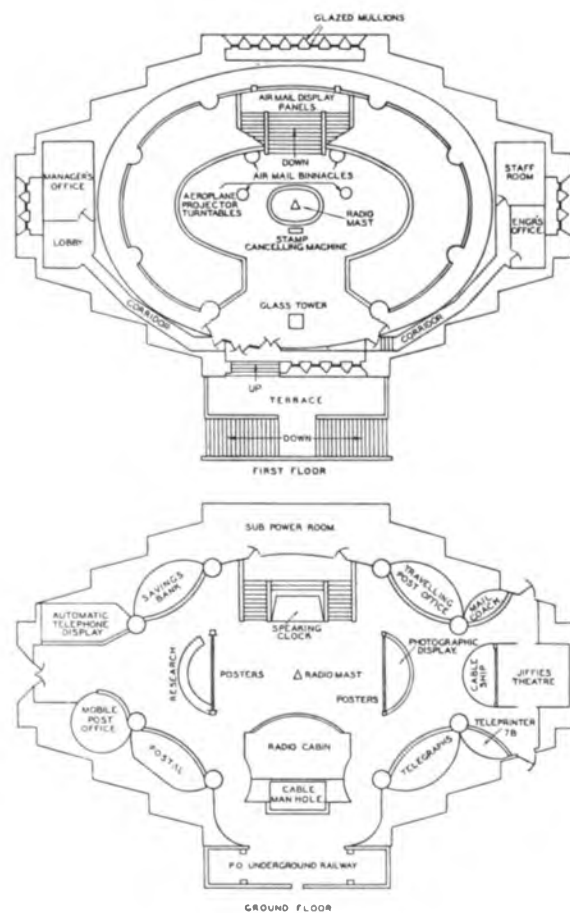 GLAZED MULLIONS
AIR MAIL DISPLAY
PANELS
DOWN
MANAGER'S
OFFICE
STAFF
ROOM
AIR MAIL BINNACLES
AEROPLANE
PROJECTOR
TURNTABLES
RADIO
MAST
ENGR'S
OFFICE
LOBBY
STAMP
CANCELLING MACHINE
GLASS TOWER
CORRIDOR
CORRIDOR
UP
TERRACE
DOWN
FIRST FLOOR
SUB POWER ROOM
SAVINGS
BANK
TRAVELLING
POST OFFICE
MAIL
COACH
AUTOMATIC
TELEPHONE
DISPLAY
SPEAKING
CLOCK
PHOTOGRAPHIC
DISPLAY
RESEARCH
POSTERS
RADIO MAST
POSTERS
CABLE
SHIP
JIFFIES
THEATRE
MOBILE
POST
OFFICE
POSTAL
RADIO CABIN
TELEGRAPHS
TELEPRINTER
7B
CABLE
MAN HOLE
P.O. UNDERGROUND RAILWAY
GROUND FLOOR